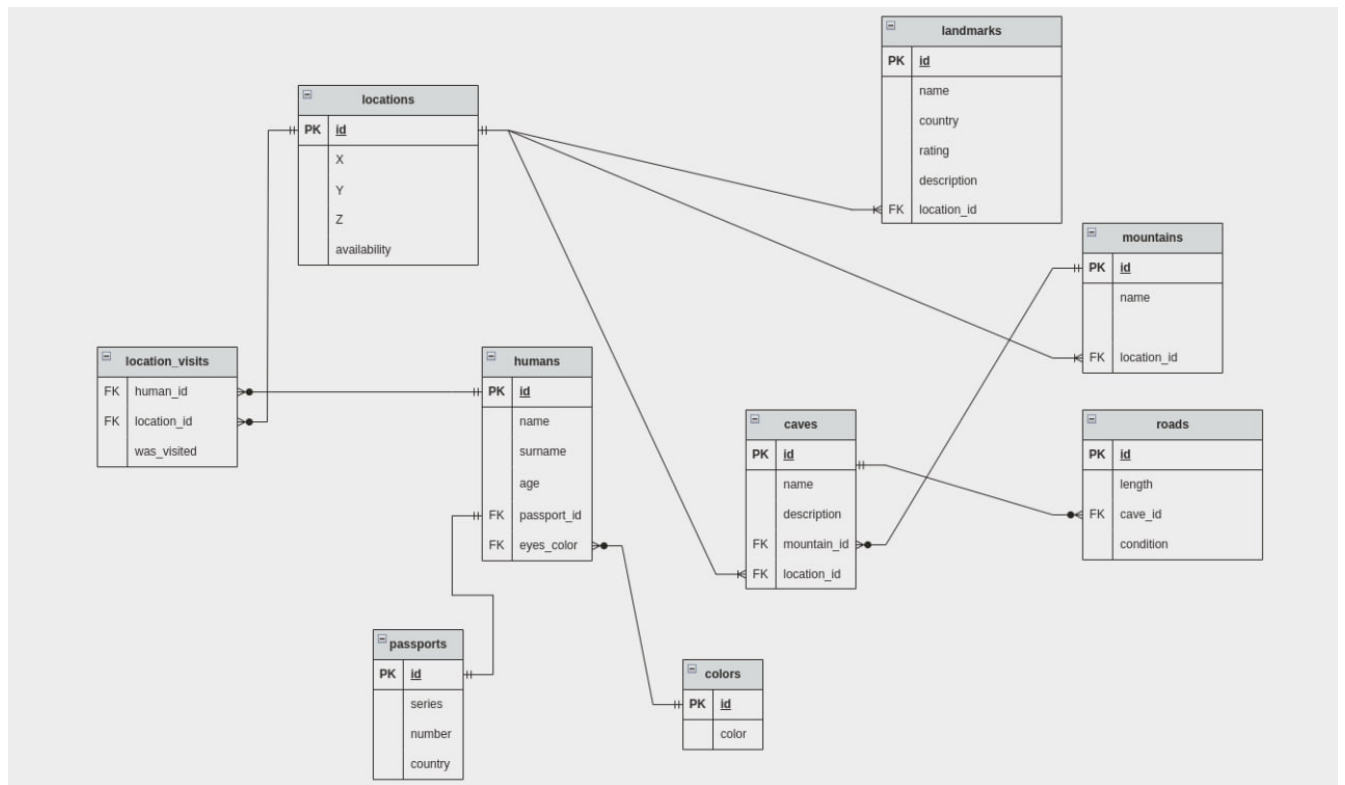 landmarks
PK id
name
country
rating
description
FK location_id
locations
PK id
X
Y
Z
availability
mountains
PK id
name
FK location_id
location_visits
FK human_id
FK location_id
was_visited
humans
PK id
name
surname
age
FK passport_id
FK eyes_color
caves
PK id
name
description
FK mountain_id
FK location_id
roads
PK id
length
FK cave_id
condition
passports
PK id
series
number
country
colors
PK id
color